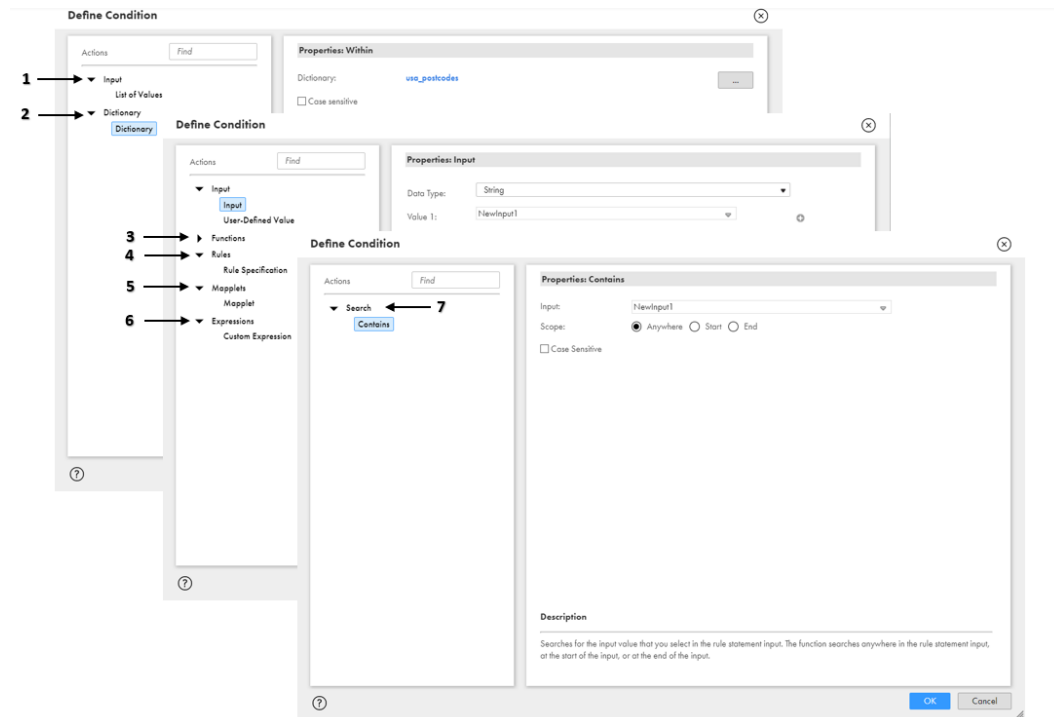 Define Condition
Actions
Find
Properties: Within
1
Input
Dictionary:
usa_postcodes
...
List of Values
Case sensitive
2
Dictionary
Dictionary
?
Define Condition
Actions
Find
Properties: Input
Input
Data Type:
String
Input
User-Defined Value
Value 1:
NewInput1
3
Functions
4
Rules
Rule Specification
5
Mapplets
Mapplet
6
Expressions
Custom Expression
?
Define Condition
Actions
Find
Properties: Contains
Search
7
Contains
Input:
NewInput1
Scope:
Anywhere
Start
End
Case Sensitive
Description
Searches for the input value that you select in the rule statement input. The function searches anywhere in the rule statement input,
at the start of the input, or at the end of the input.
?
OK
Cancel